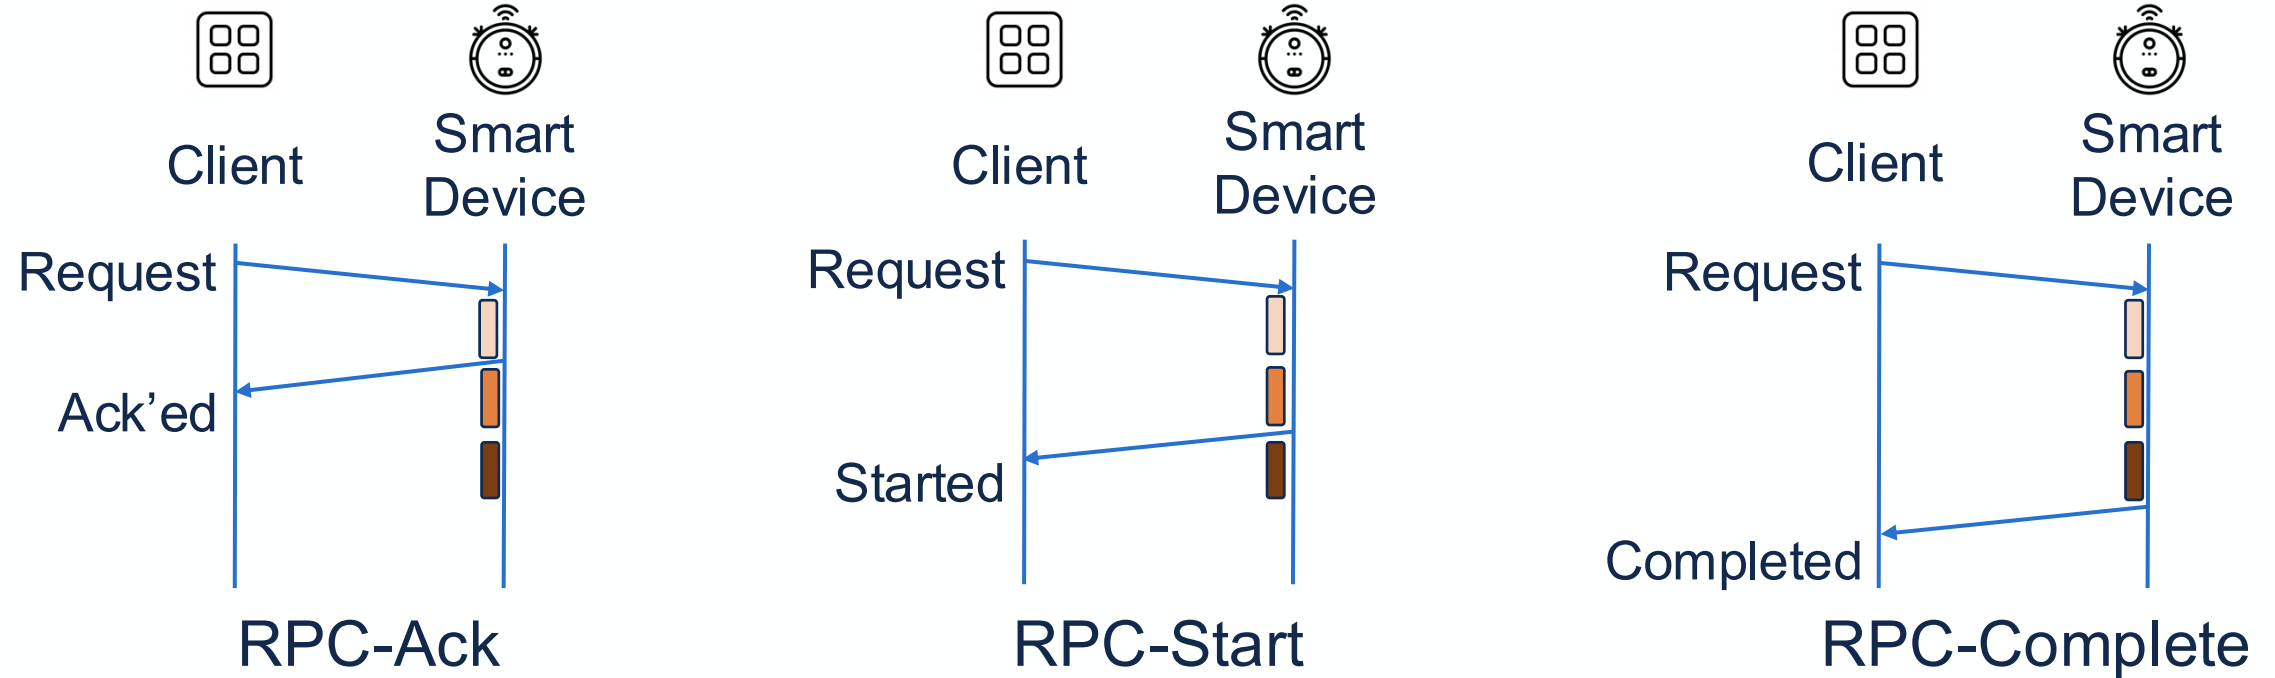 Client
Smart
Device
Request
Ack’ed
RPC-Ack
Client
Smart
Device
Request
Started
RPC-Start
Client
Smart
Device
Request
Completed
RPC-Complete